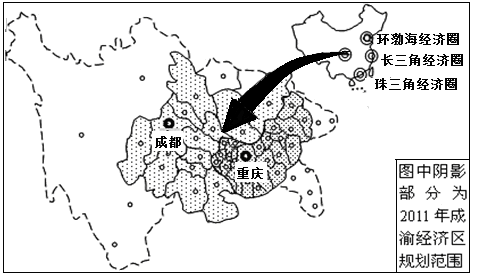 环渤海经济圈
长三角经济圈
珠三角经济圈
成都
重庆
图中阴影
部分为
2011年成
渝经济区
规划范围